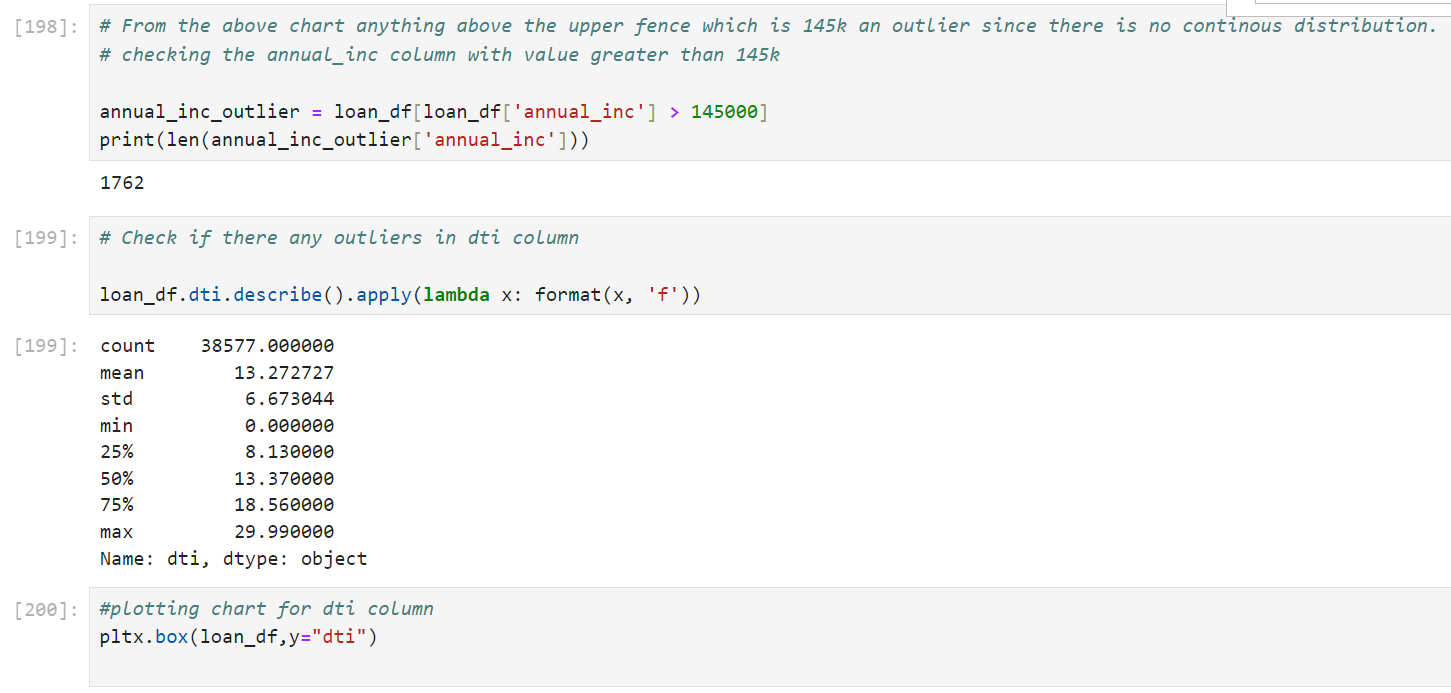 [198]: # From the above chart anything above the upper fence which is 145k an outlier since there is no continous distribution.
# checking the annual_inc column with value greater than 145k
annual_inc_outlier = loan_df[loan_df['annual_inc'] > 145000]
print(len(annual_inc_outlier['annual_inc']))
1762
[199]: # Check if there any outliers in dti column
loan_df.dti.describe().apply(lambda x: format(x, 'f'))
[199]: count 38577.000000
mean 13.272727
std 6.673044
min 0.000000
25% 8.130000
50% 13.370000
75% 18.560000
max 29.990000
Name: dti, dtype: object
[200]: #plotting chart for dti column
pltx.box(loan_df,y="dti")